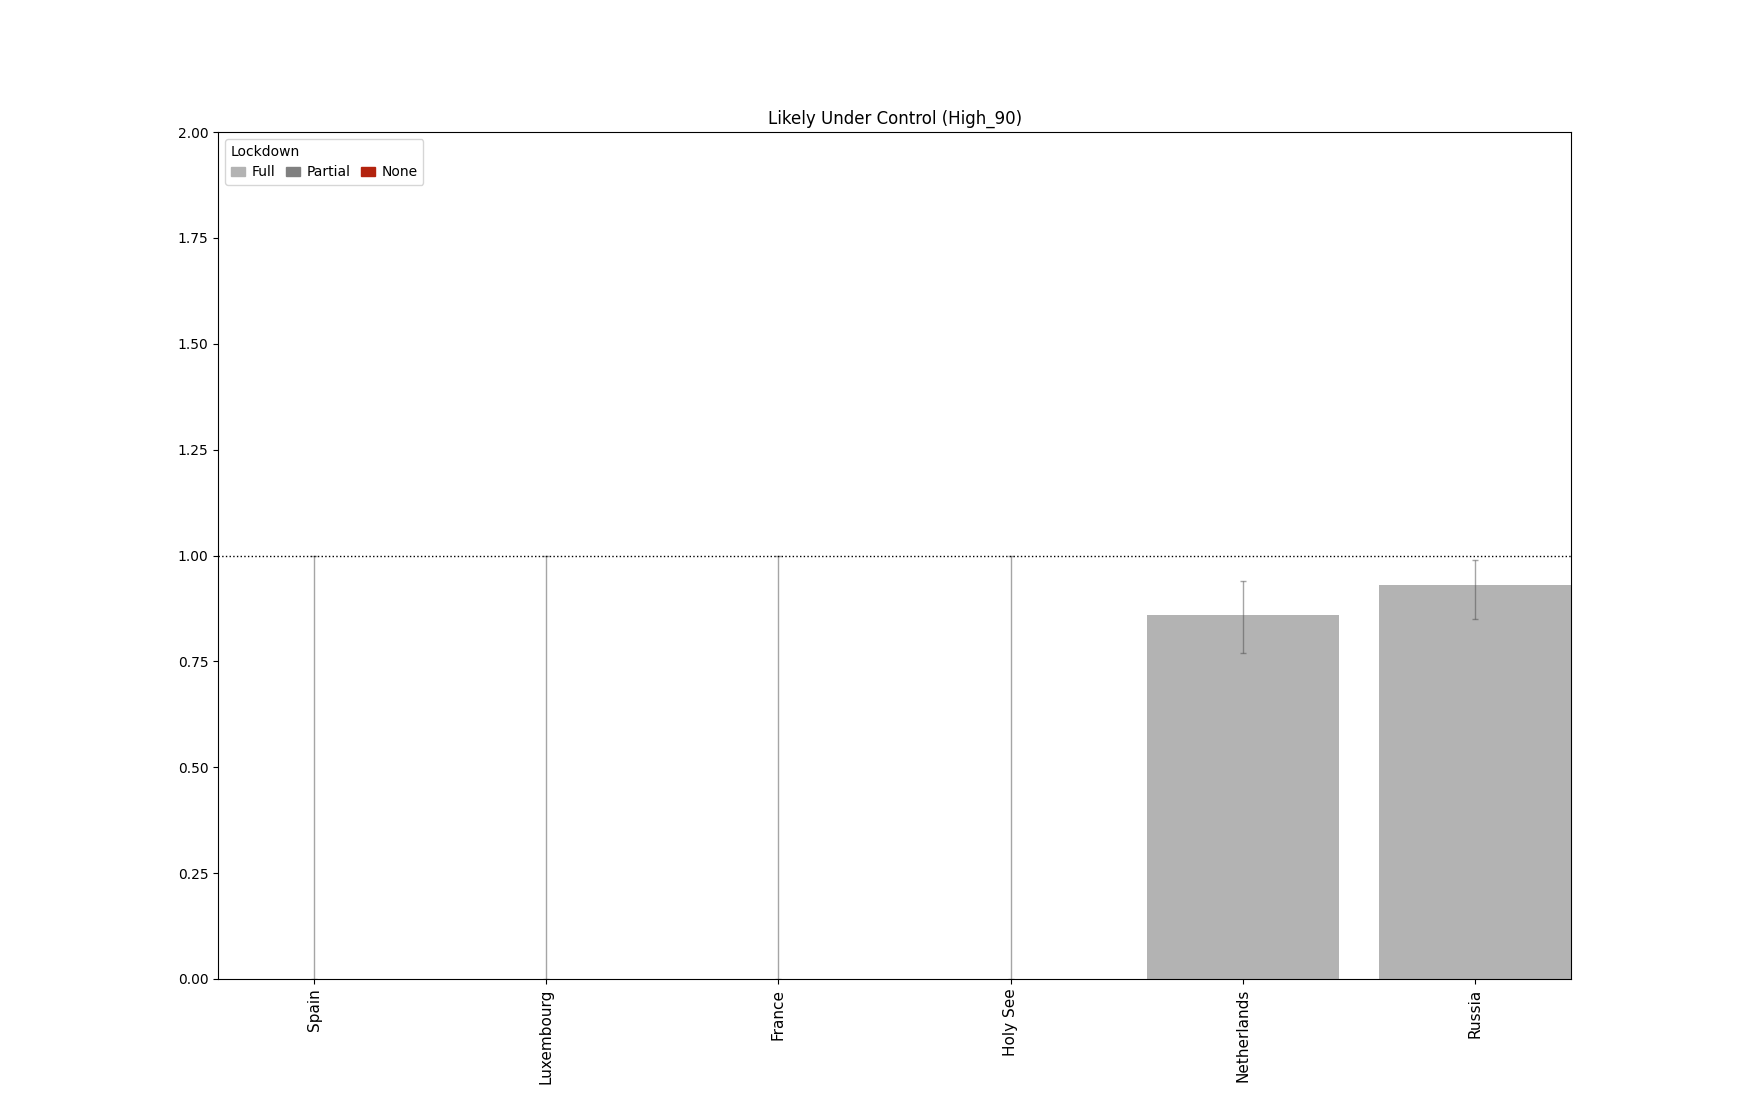 Likely Under Control (High_90)
2.00
1.75
1.50
1.25
1.00
0.75
0.50
0.25
0.00
Lockdown
Full Partial None
Spain
Luxembourg
France
Holy See
Netherlands
Russia